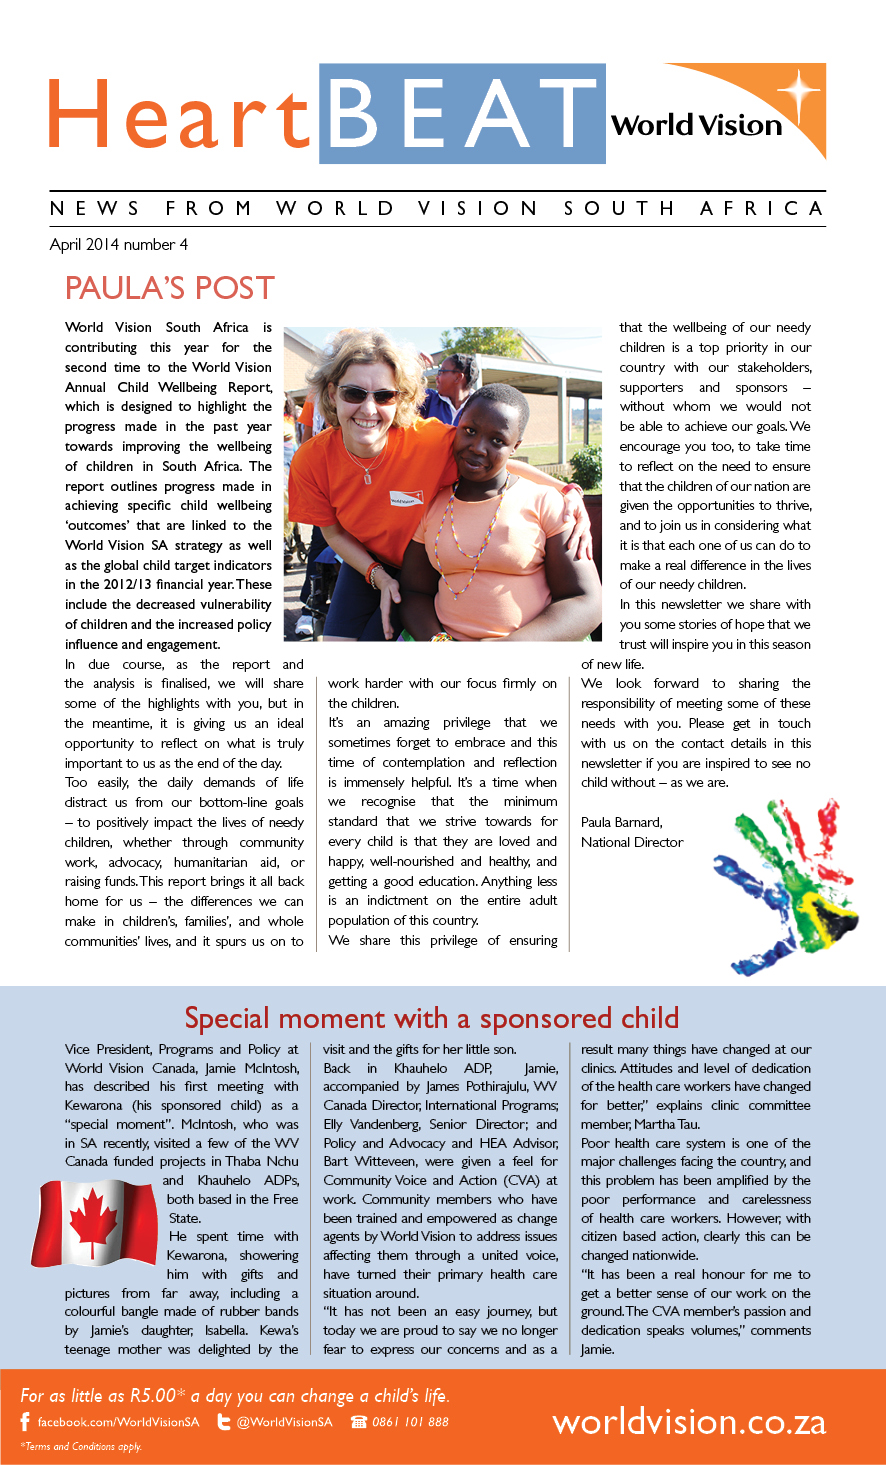 HeartBEAT
World Vision
NEWS FROM WORLD VISION SOUTH AFRICA
April 2014 number 4
PAULA'S POST
World Vision South Africa is
contributing this year for the
second time to the World Vision
Annual Child Wellbeing Report,
which is designed to highlight the
progress made in the past year
towards improving the wellbeing
of children in South Africa. The
report outlines progress made in
achieving specific child wellbeing
'outcomes' that are linked to the
World Vision SA strategy as well
as the global child target indicators
in the 2012/13 financial year. These
include the decreased vulnerability
of children and the increased policy
influence and engagement.
In due course, as the report and
the analysis is finalised, we will share
some of the highlights with you, but in
the meantime, it is giving us an ideal
opportunity to reflect on what is truly
important to us as the end of the day.
Too easily, the daily demands of life
distract us from our bottom-line goals
– to positively impact the lives of needy
children, whether through community
work, advocacy, humanitarian aid, or
raising funds. This report brings it all back
home for us – the differences we can
make in children's, families', and whole
communities' lives, and it spurs us on to
World Vision
work harder with our focus firmly on
the children.
It's an amazing privilege that we
sometimes forget to embrace and this
time of contemplation and reflection
is immensely helpful. It's a time when
we recognise that the minimum
standard that we strive towards for
every child is that they are loved and
happy, well-nourished and healthy, and
getting a good education. Anything less
is an indictment on the entire adult
population of this country.
We share this privilege of ensuring
that the wellbeing of our needy
children is a top priority in our
country with our stakeholders,
supporters and sponsors –
without whom we would not
be able to achieve our goals. We
encourage you too, to take time
to reflect on the need to ensure
that the children of our nation are
given the opportunities to thrive,
and to join us in considering what
it is that each one of us can do to
make a real difference in the lives
of our needy children.
In this newsletter we share with
you some stories of hope that we
trust will inspire you in this season
of new life.
We look forward to sharing the
responsibility of meeting some of these
needs with you. Please get in touch
with us on the contact details in this
newsletter if you are inspired to see no
child without – as we are.
Paula Barnard,
National Director
Special moment with a sponsored child
Vice President, Programs and Policy at
World Vision Canada, Jamie McIntosh,
has described his first meeting with
Kewarona (his sponsored child) as a
"special moment". McIntosh, who was
in SA recently, visited a few of the WV
Canada funded projects in Thaba Nchu
and Khauhelo ADPs,
both based in the Free
State.
He spent time with
Kewarona, showering
him with gifts and
pictures from far away, including a
colourful bangle made of rubber bands
by Jamie's daughter, Isabella. Kewa's
teenage mother was delighted by the
visit and the gifts for her little son.
Back in Khauhelo ADP, Jamie,
accompanied by James Pothirajulu, WV
Canada Director, International Programs;
Elly Vandenberg, Senior Director; and
Policy and Advocacy and HEA Advisor,
Bart Witteveen, were given a feel for
Community Voice and Action (CVA) at
work. Community members who have
been trained and empowered as change
agents by World Vision to address issues
affecting them through a united voice,
have turned their primary health care
situation around.
"It has not been an easy journey, but
today we are proud to say we no longer
fear to express our concerns and as a
result many things have changed at our
clinics. Attitudes and level of dedication
of the health care workers have changed
for better," explains clinic committee
member, Martha Tau.
Poor health care system is one of the
major challenges facing the country, and
this problem has been amplified by the
poor performance and carelessness
of health care workers. However, with
citizen based action, clearly this can be
changed nationwide.
"It has been a real honour for me to
get a better sense of our work on the
ground. The CVA member's passion and
dedication speaks volumes," comments
Jamie.
For as little as R5.00* a day you can change a child's life.
facebook.com/WorldVisionSA @WorldVisionSA 0861 101 888
*Terms and Conditions apply.
worldvision.co.za